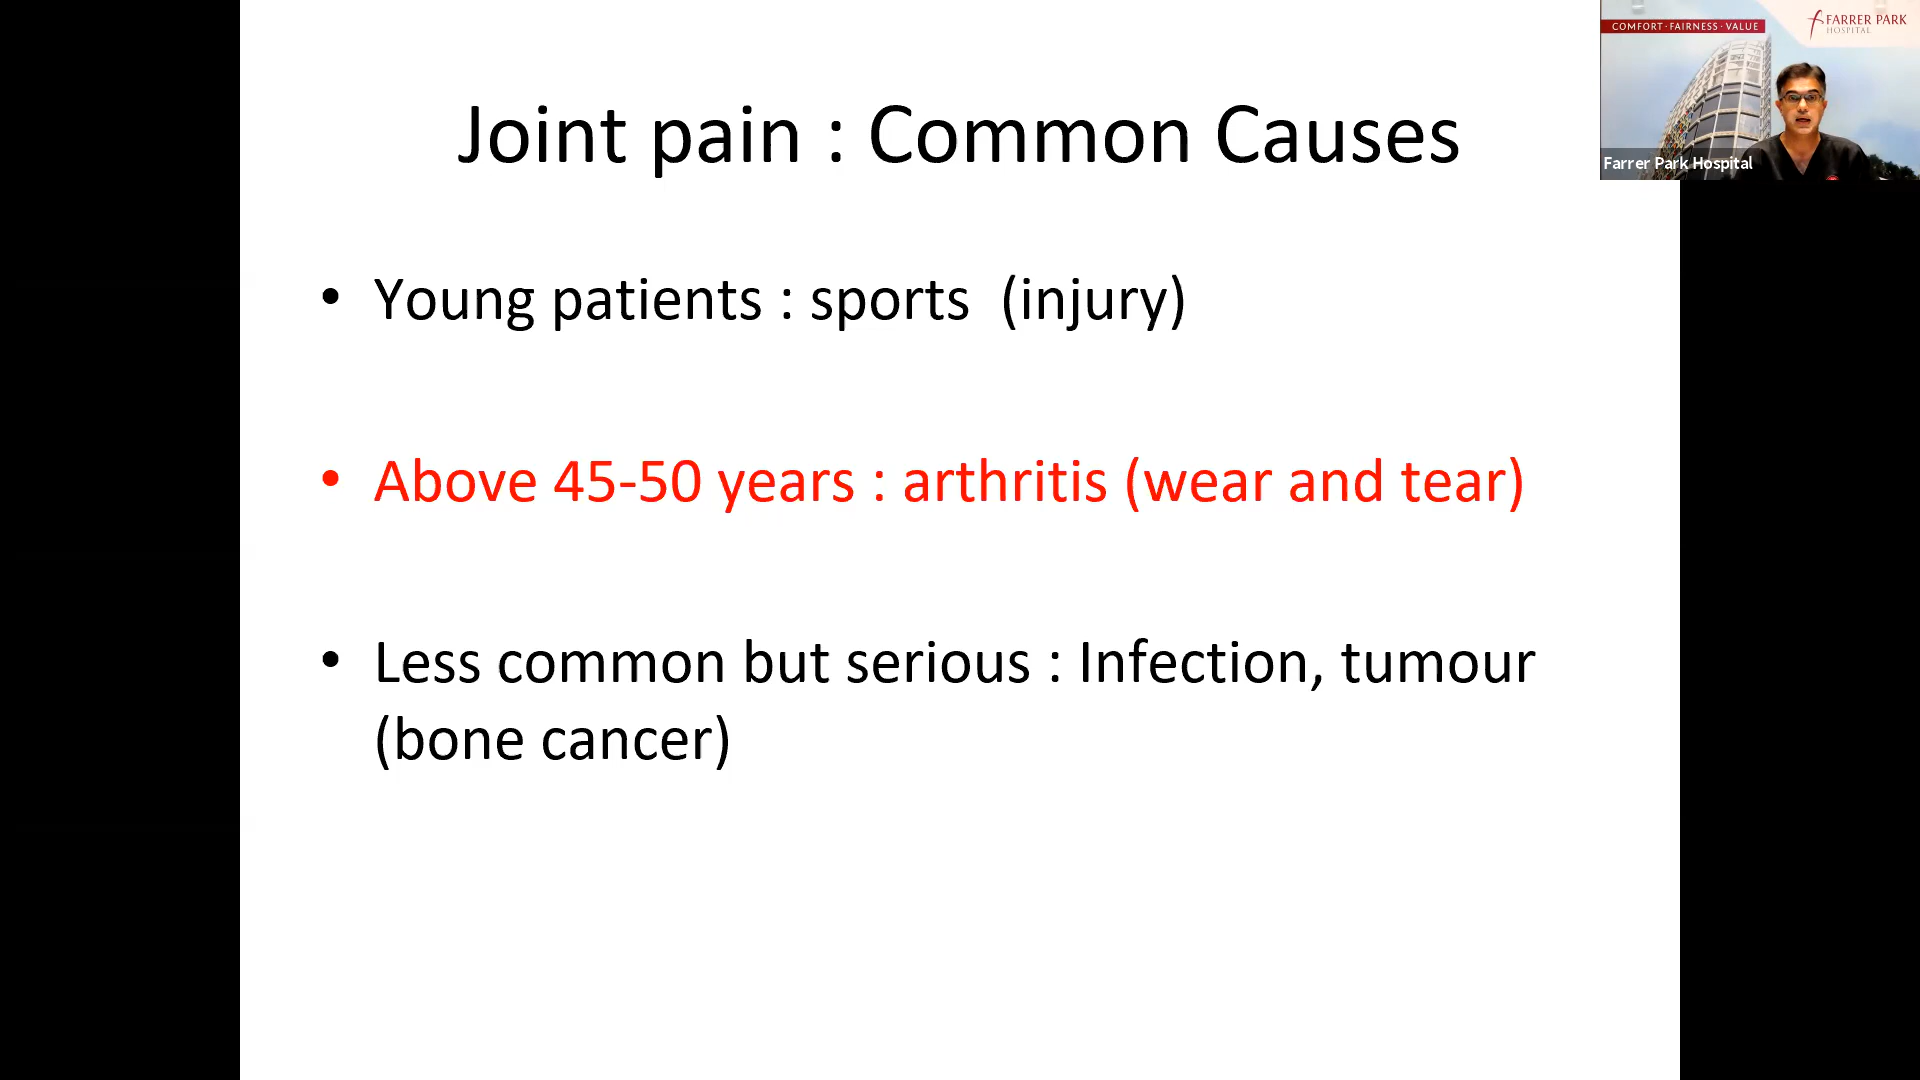 Joint pain : Common Causes
• Young patients : sports (injury)
• Above 45-50 years : arthritis (wear and tear)
• Less common but serious : Infection, tumour
(bone cancer)
COMFORT · FAIRNESS · VALUE
FARRER PARK
HOSPITAL
Farrer Park Hospital